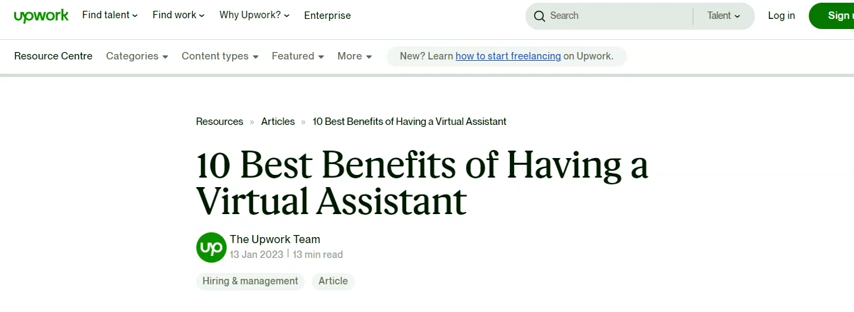 upwork Find talent Find work Why Upwork? Enterprise Search Talent Log in Sign
Resource Centre Categories Content types Featured More New? Learn how to start freelancing on Upwork.
Resources » Articles » 10 Best Benefits of Having a Virtual Assistant
10 Best Benefits of Having a
Virtual Assistant
up The Upwork Team
13 Jan 2023 | 13 min read
Hiring & management Article